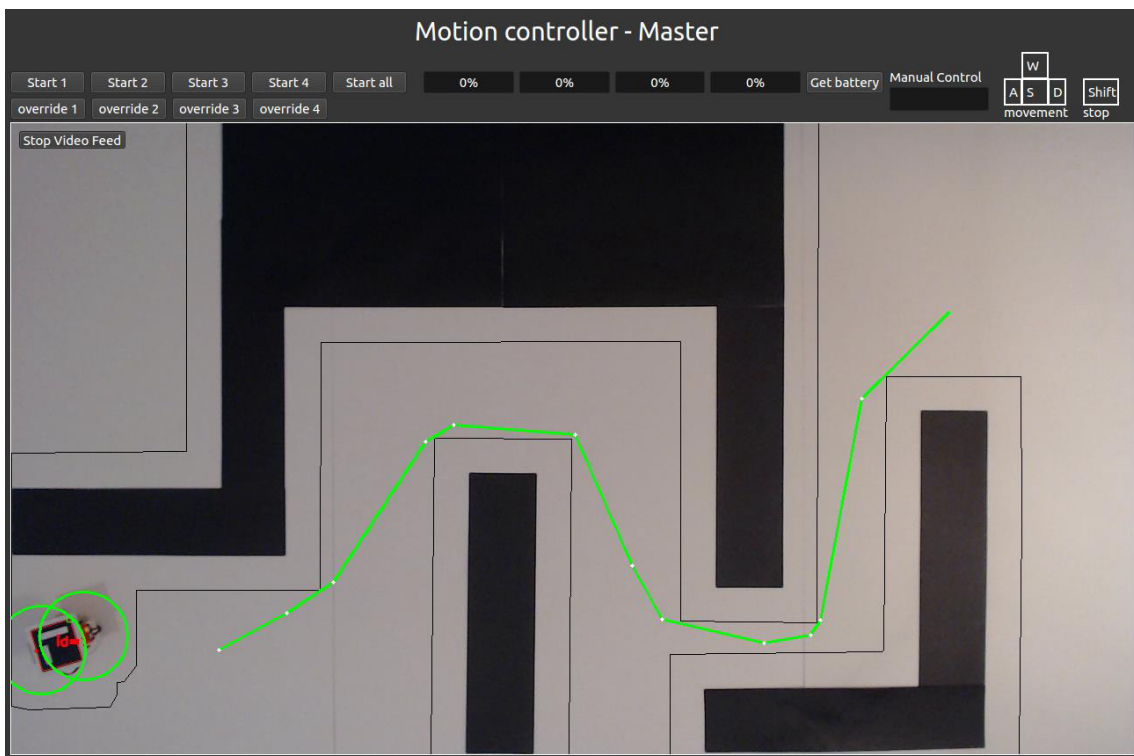 Motion controller - Master
Start 1 Start 2 Start 3 Start 4 Start all 0% 0% 0% 0% Get battery Manual Control W
A S D Shift
override 1 override 2 override 3 override 4 movement stop
Stop Video Feed
id=